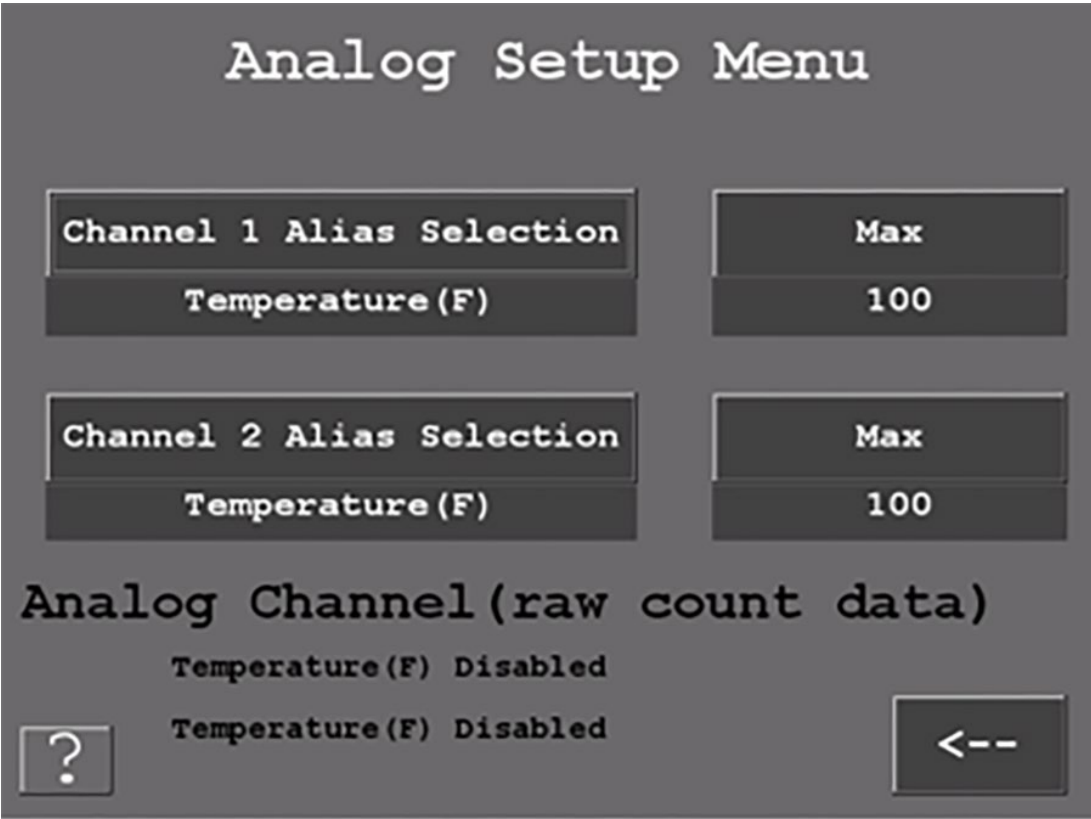 Analog Setup Menu
Channel 1 Alias Selection
Max
Temperature(F)
100
Channel 2 Alias Selection
Max
Temperature(F)
100
Analog Channel(raw count data)
Temperature(F) Disabled
Temperature(F) Disabled
?
<--